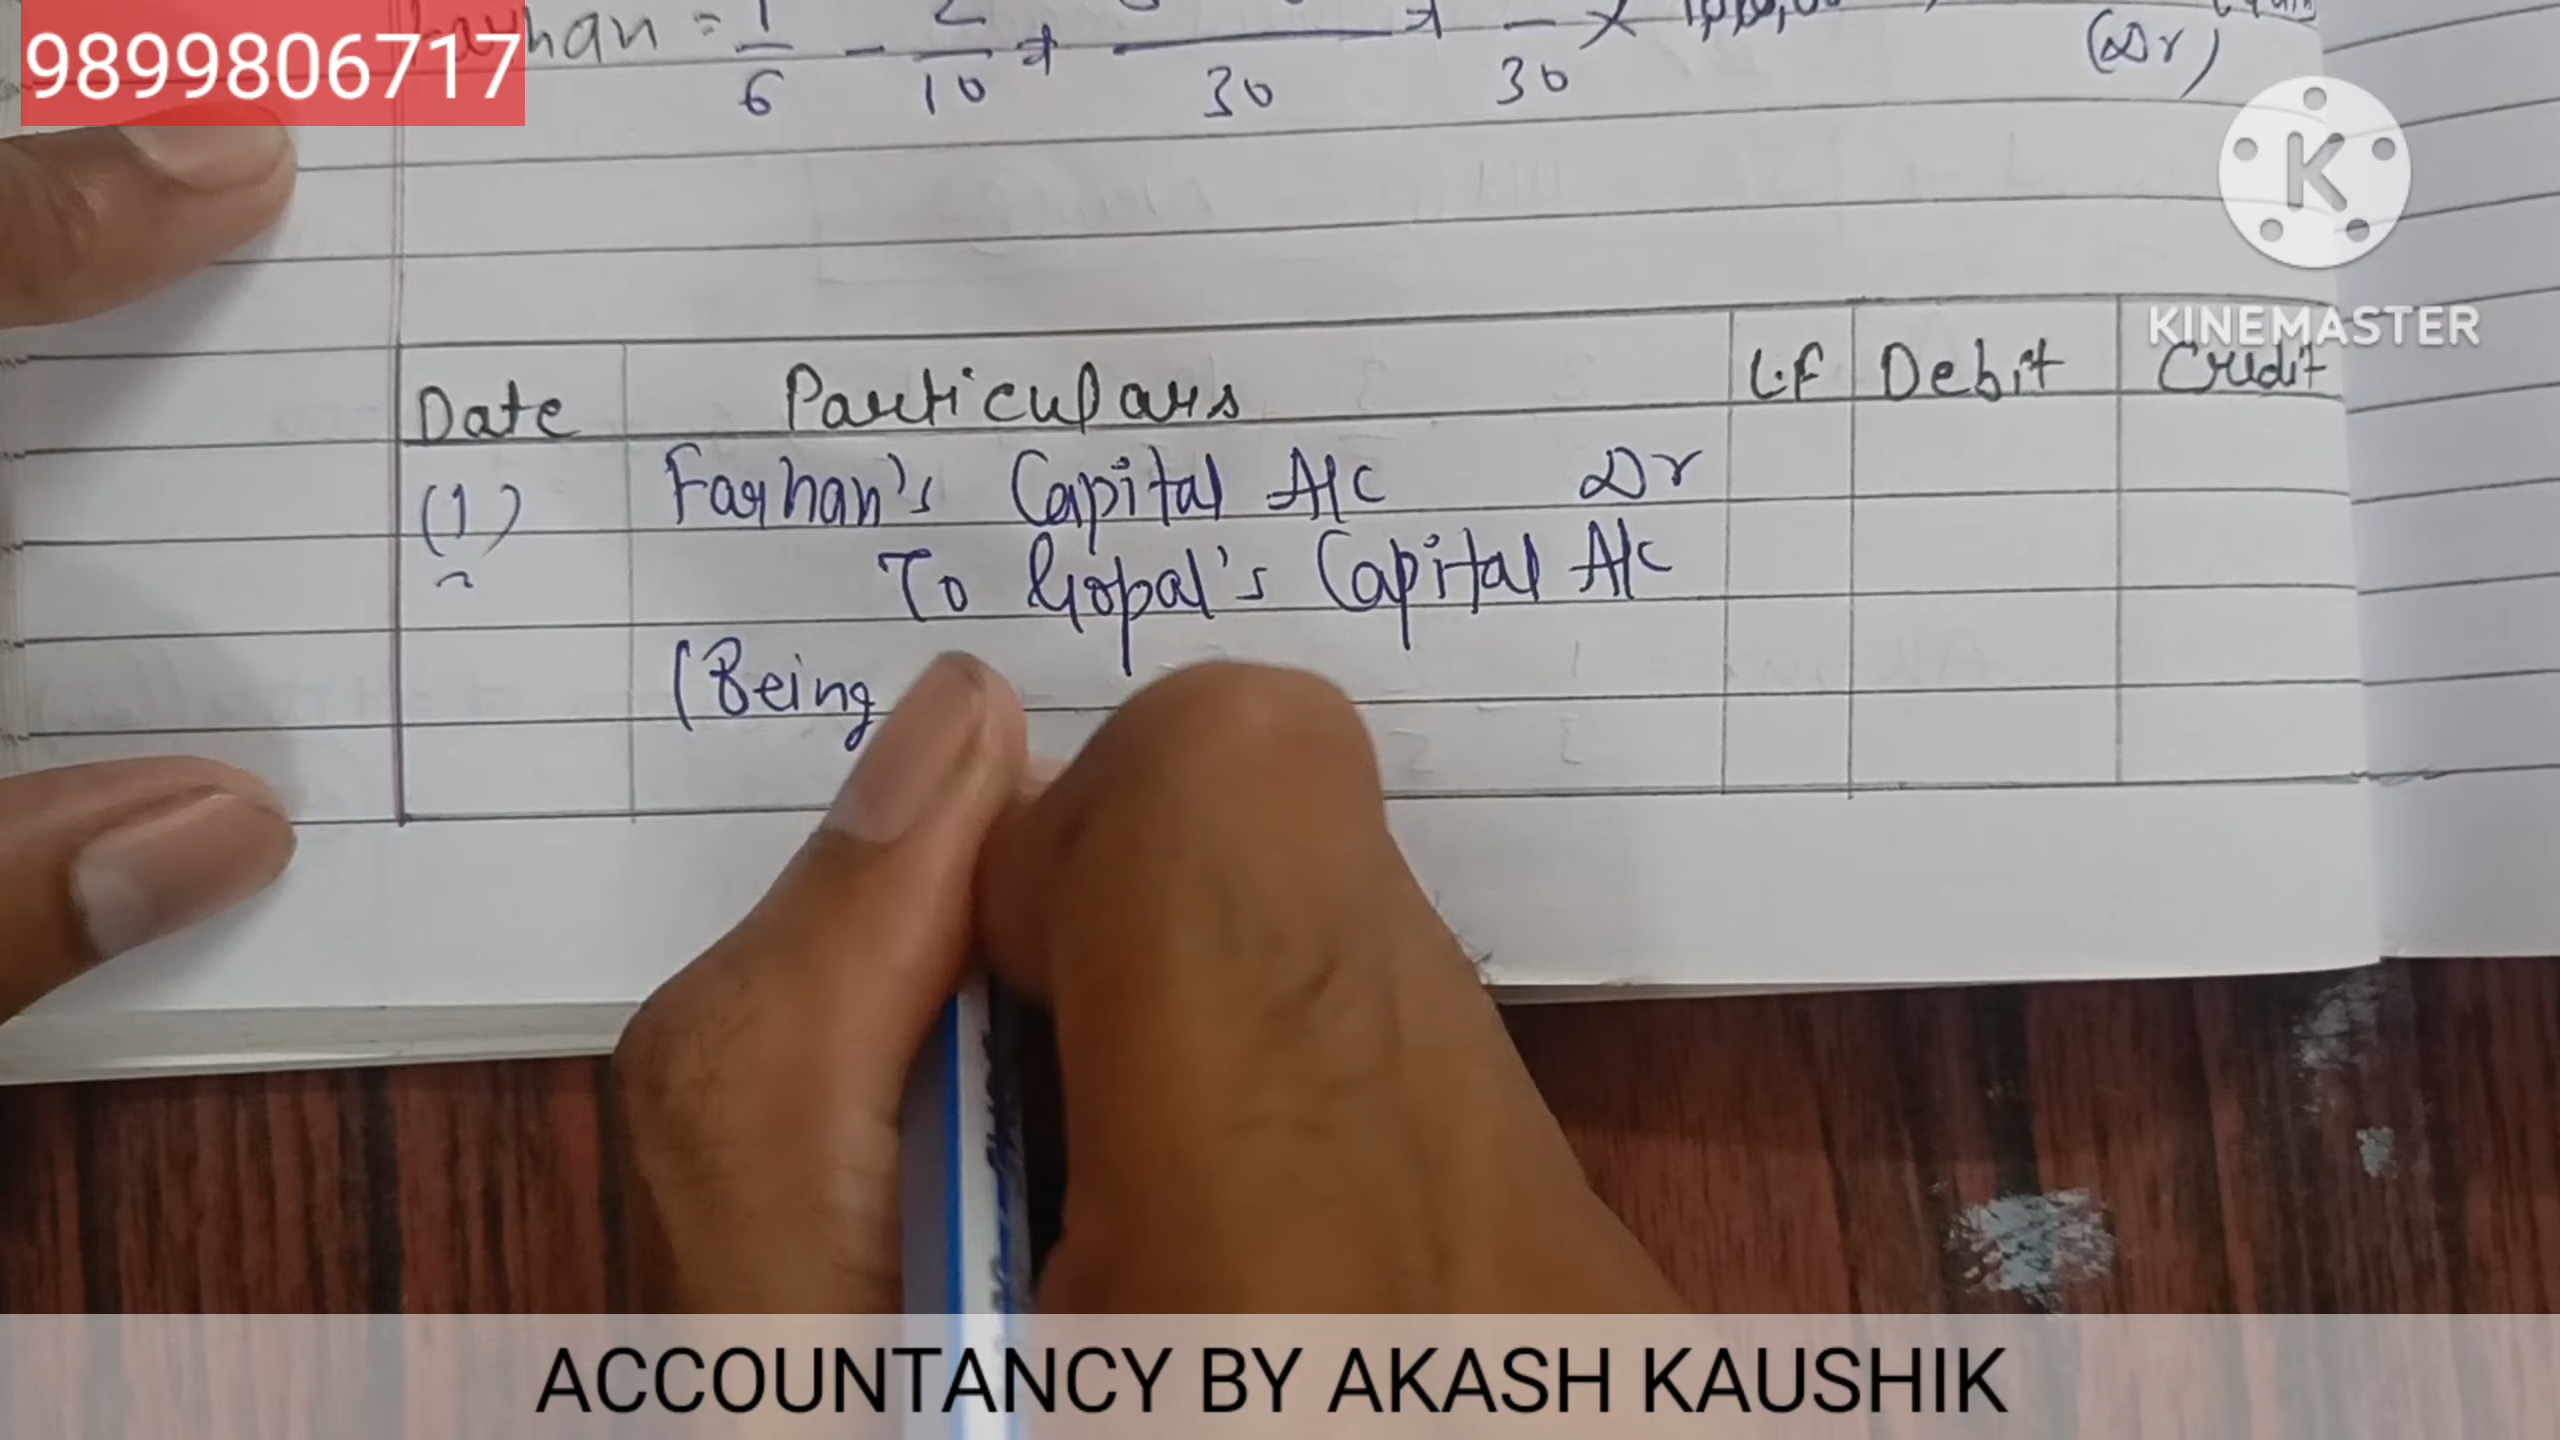 9899806717
1 2
6 - 10 30 30 ×
(Dr)
K
KINEMASTER
Date Particulars L.F Debit Credit
(1) Farhan's Capital A/c Dr
To Gopal's Capital A/c
(Being
ACCOUNTANCY BY AKASH KAUSHIK